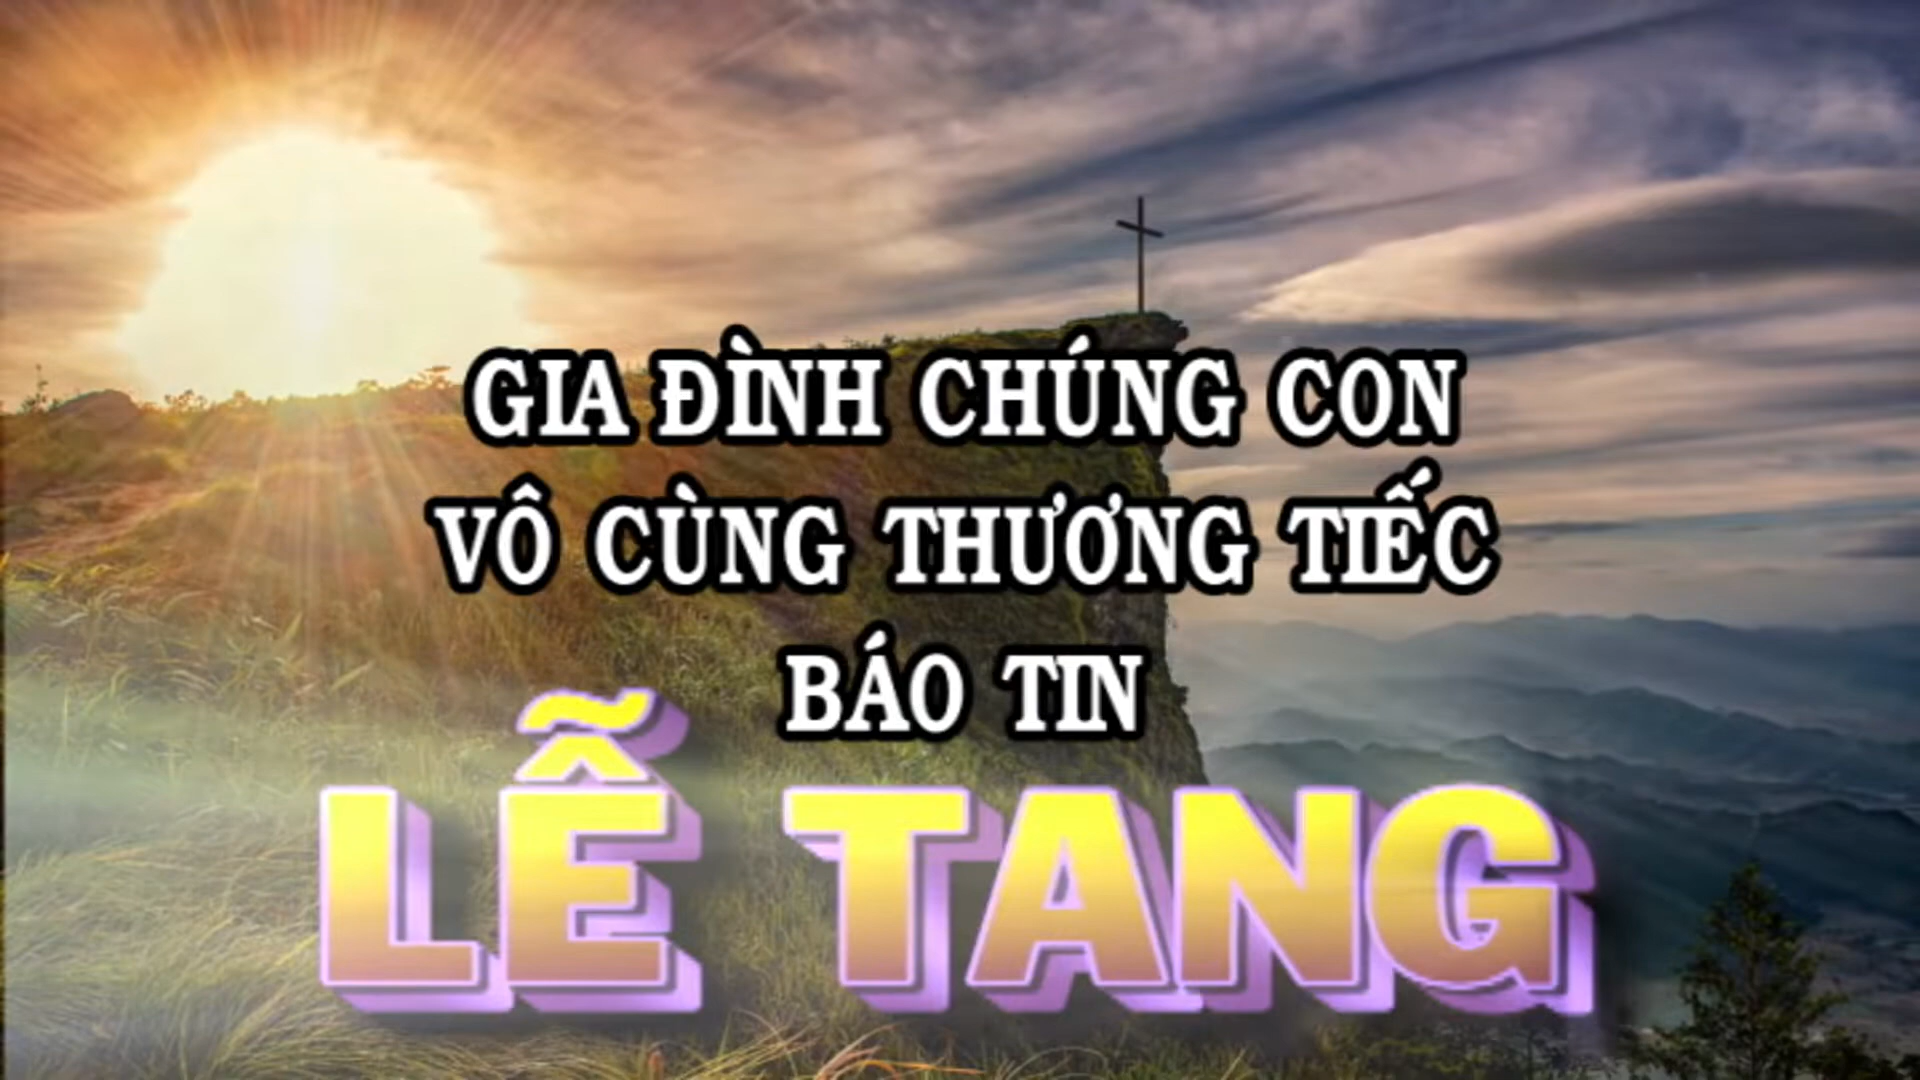 GIA ĐÌNH CHÚNG CON
VÔ CÙNG THƯƠNG TIẾC
BÁO TIN
LỄ TANG